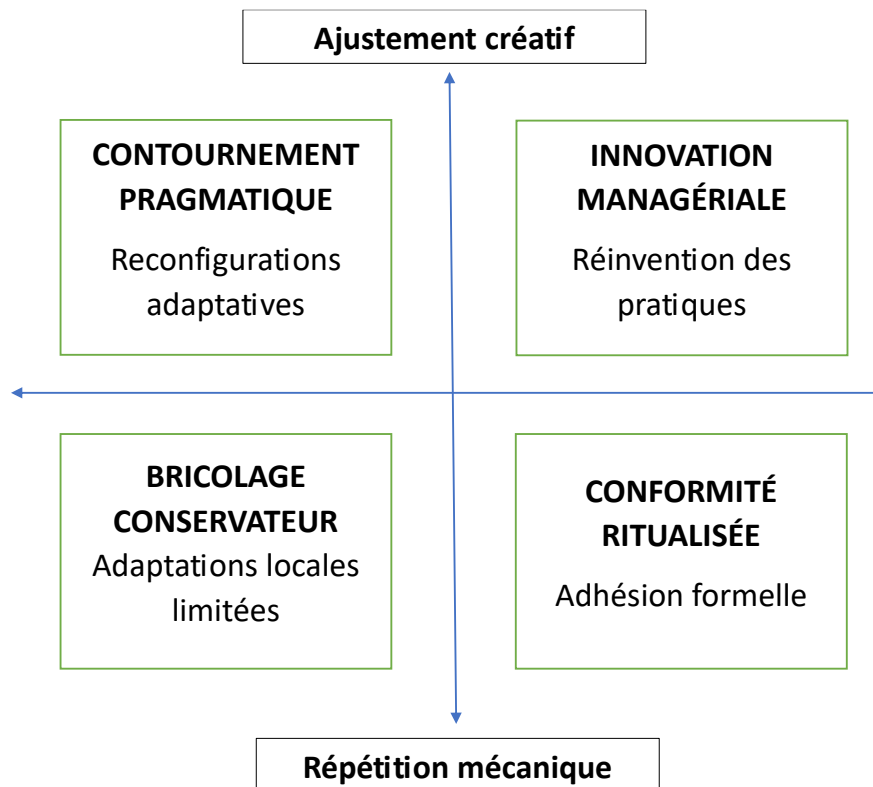 Ajustement créatif
CONTOURNEMENT
PRAGMATIQUE
Reconfigurations
adaptatives
INNOVATION
MANAGÉRIALE
Réinvention des
pratiques
BRICOLAGE
CONSERVATEUR
Adaptations locales
limitées
CONFORMITÉ
RITUALISÉE
Adhésion formelle
Répétition mécanique